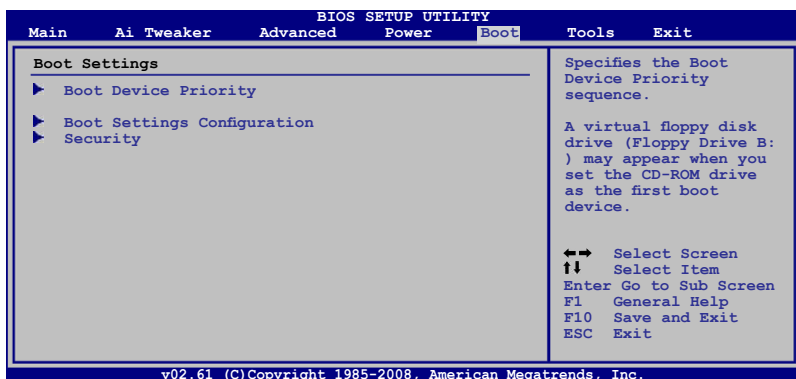 BIOS SETUP UTILITY
Main Ai Tweaker Advanced Power Boot Tools Exit
Boot Settings
Boot Device Priority
Boot Settings Configuration
Security
Specifies the Boot
Device Priority
sequence.
A virtual floppy disk
drive (Floppy Drive B:
) may appear when you
set the CD-ROM drive
as the first boot
device.
Select Screen
Select Item
Enter Go to Sub Screen
F1 General Help
F10 Save and Exit
ESC Exit
v02.61 (C)Copyright 1985-2008, American Megatrends, Inc.